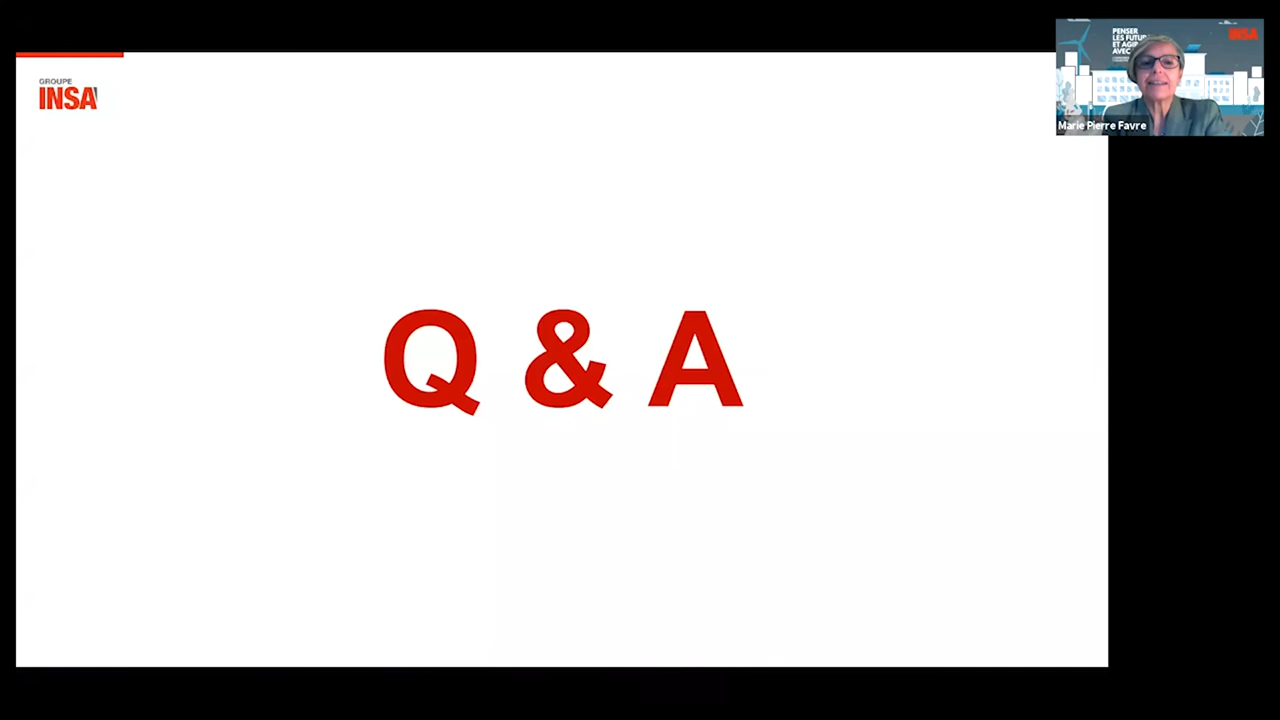 GROUPE
INSA
Q & A
PENSER
LES FUTUR
ET AGIR
AVEC
INSA
Marie Pierre Favre